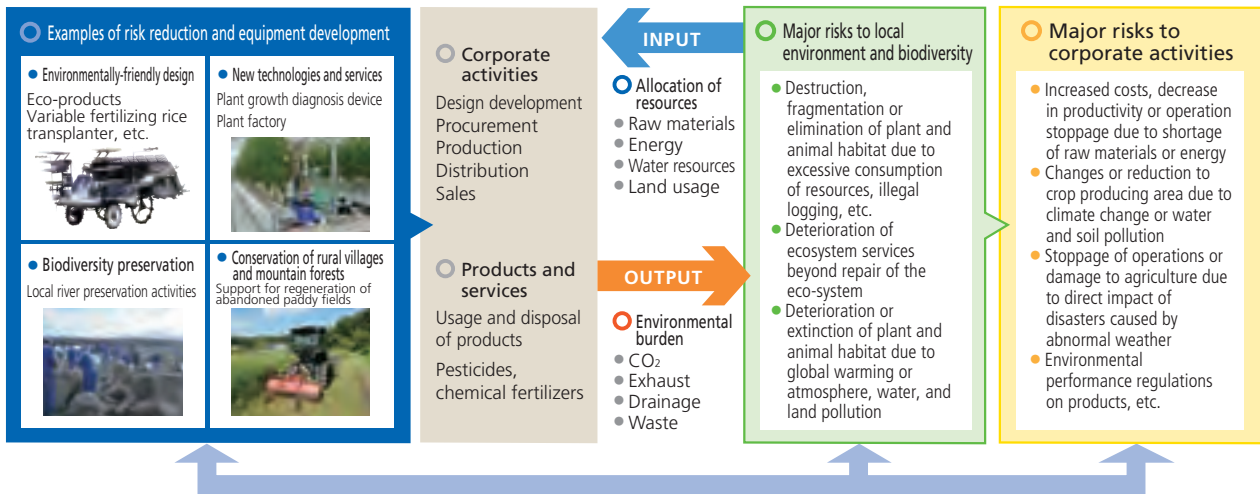 Examples of risk reduction and equipment development
● Environmentally-friendly design
Eco-products
Variable fertilizing rice
transplanter, etc.
● New technologies and services
Plant growth diagnosis device
Plant factory
● Biodiversity preservation
Local river preservation activities
● Conservation of rural villages
and mountain forests
Support for regeneration of
abandoned paddy fields
Corporate
activities
Design development
Procurement
Production
Distribution
Sales
Products and
services
Usage and disposal
of products
Pesticides,
chemical fertilizers
INPUT
Allocation of
resources
● Raw materials
● Energy
● Water resources
● Land usage
OUTPUT
Environmental
burden
● CO₂
● Exhaust
● Drainage
● Waste
Major risks to local
environment and biodiversity
● Destruction,
fragmentation or
elimination of plant and
animal habitat due to
excessive consumption
of resources, illegal
logging, etc.
● Deterioration of
ecosystem services
beyond repair of the
eco-system
● Deterioration or
extinction of plant and
animal habitat due to
global warming or
atmosphere, water, and
land pollution
Major risks to
corporate activities
● Increased costs, decrease
in productivity or operation
stoppage due to shortage
of raw materials or energy
● Changes or reduction to
crop producing area due to
climate change or water
and soil pollution
● Stoppage of operations or
damage to agriculture due
to direct impact of
disasters caused by
abnormal weather
● Environmental
performance regulations
on products, etc.